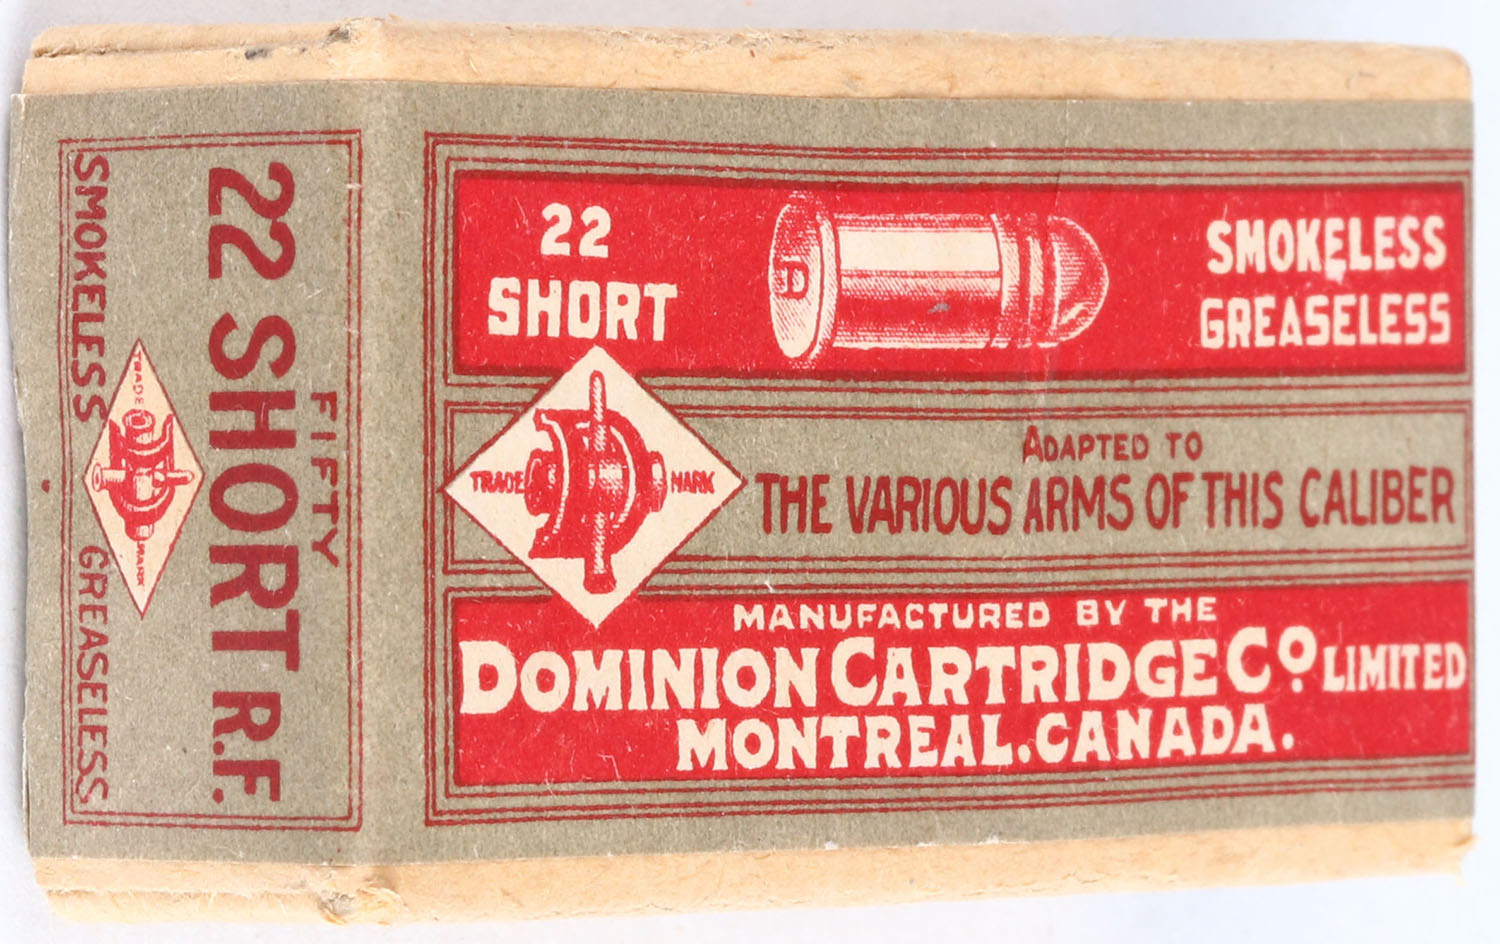 22
SHORT
SMOKELESS
GREASELESS
D
TRADE MARK
ADAPTED TO
THE VARIOUS ARMS OF THIS CALIBER
MANUFACTURED BY THE
DOMINION CARTRIDGE CO. LIMITED
MONTREAL. CANADA.
FIFTY
22 SHORT R.F.
TRADE MARK
SMOKELESS GREASELESS